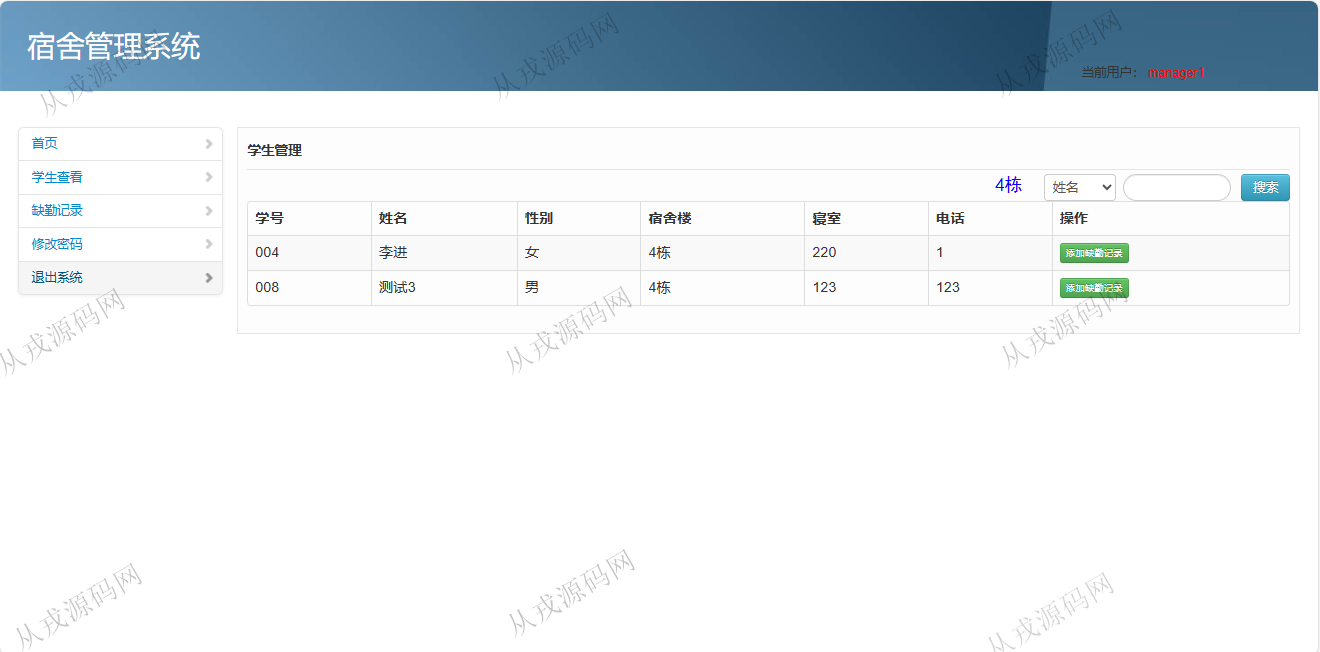 宿舍管理系统
当前用户： manager1
首页
学生查看
缺勤记录
修改密码
退出系统
学生管理
4栋 姓名 搜索
学号 姓名 性别 宿舍楼 寝室 电话 操作
004 李进 女 4栋 220 1 添加缺勤记录
008 测试3 男 4栋 123 123 添加缺勤记录
从戎源码网
从戎源码网
从戎源码网
从戎源码网
从戎源码网
从戎源码网
从戎源码网
从戎源码网
从戎源码网